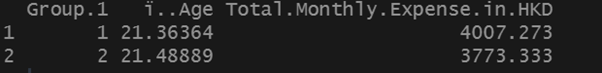 Group.1 ï..Age Total.Monthly.Expense.in.HKD
1 1 21.36364 4007.273
2 2 21.48889 3773.333